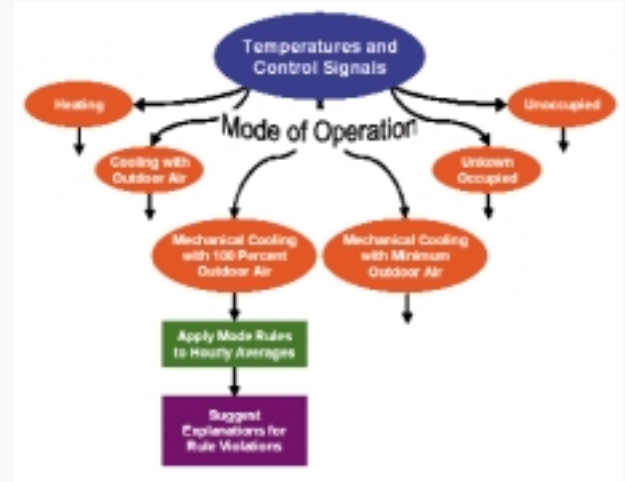 Temperatures and
Control Signals
Heating
Unoccupied
Mode of Operation
Cooling with
Outdoor Air
Unkown
Occupied
Mechanical Cooling
with 100 Percent
Outdoor Air
Mechanical Cooling
with Minimum
Outdoor Air
Apply Mode Rules
to Hourly Averages
Suggest
Explanations for
Rule Violations